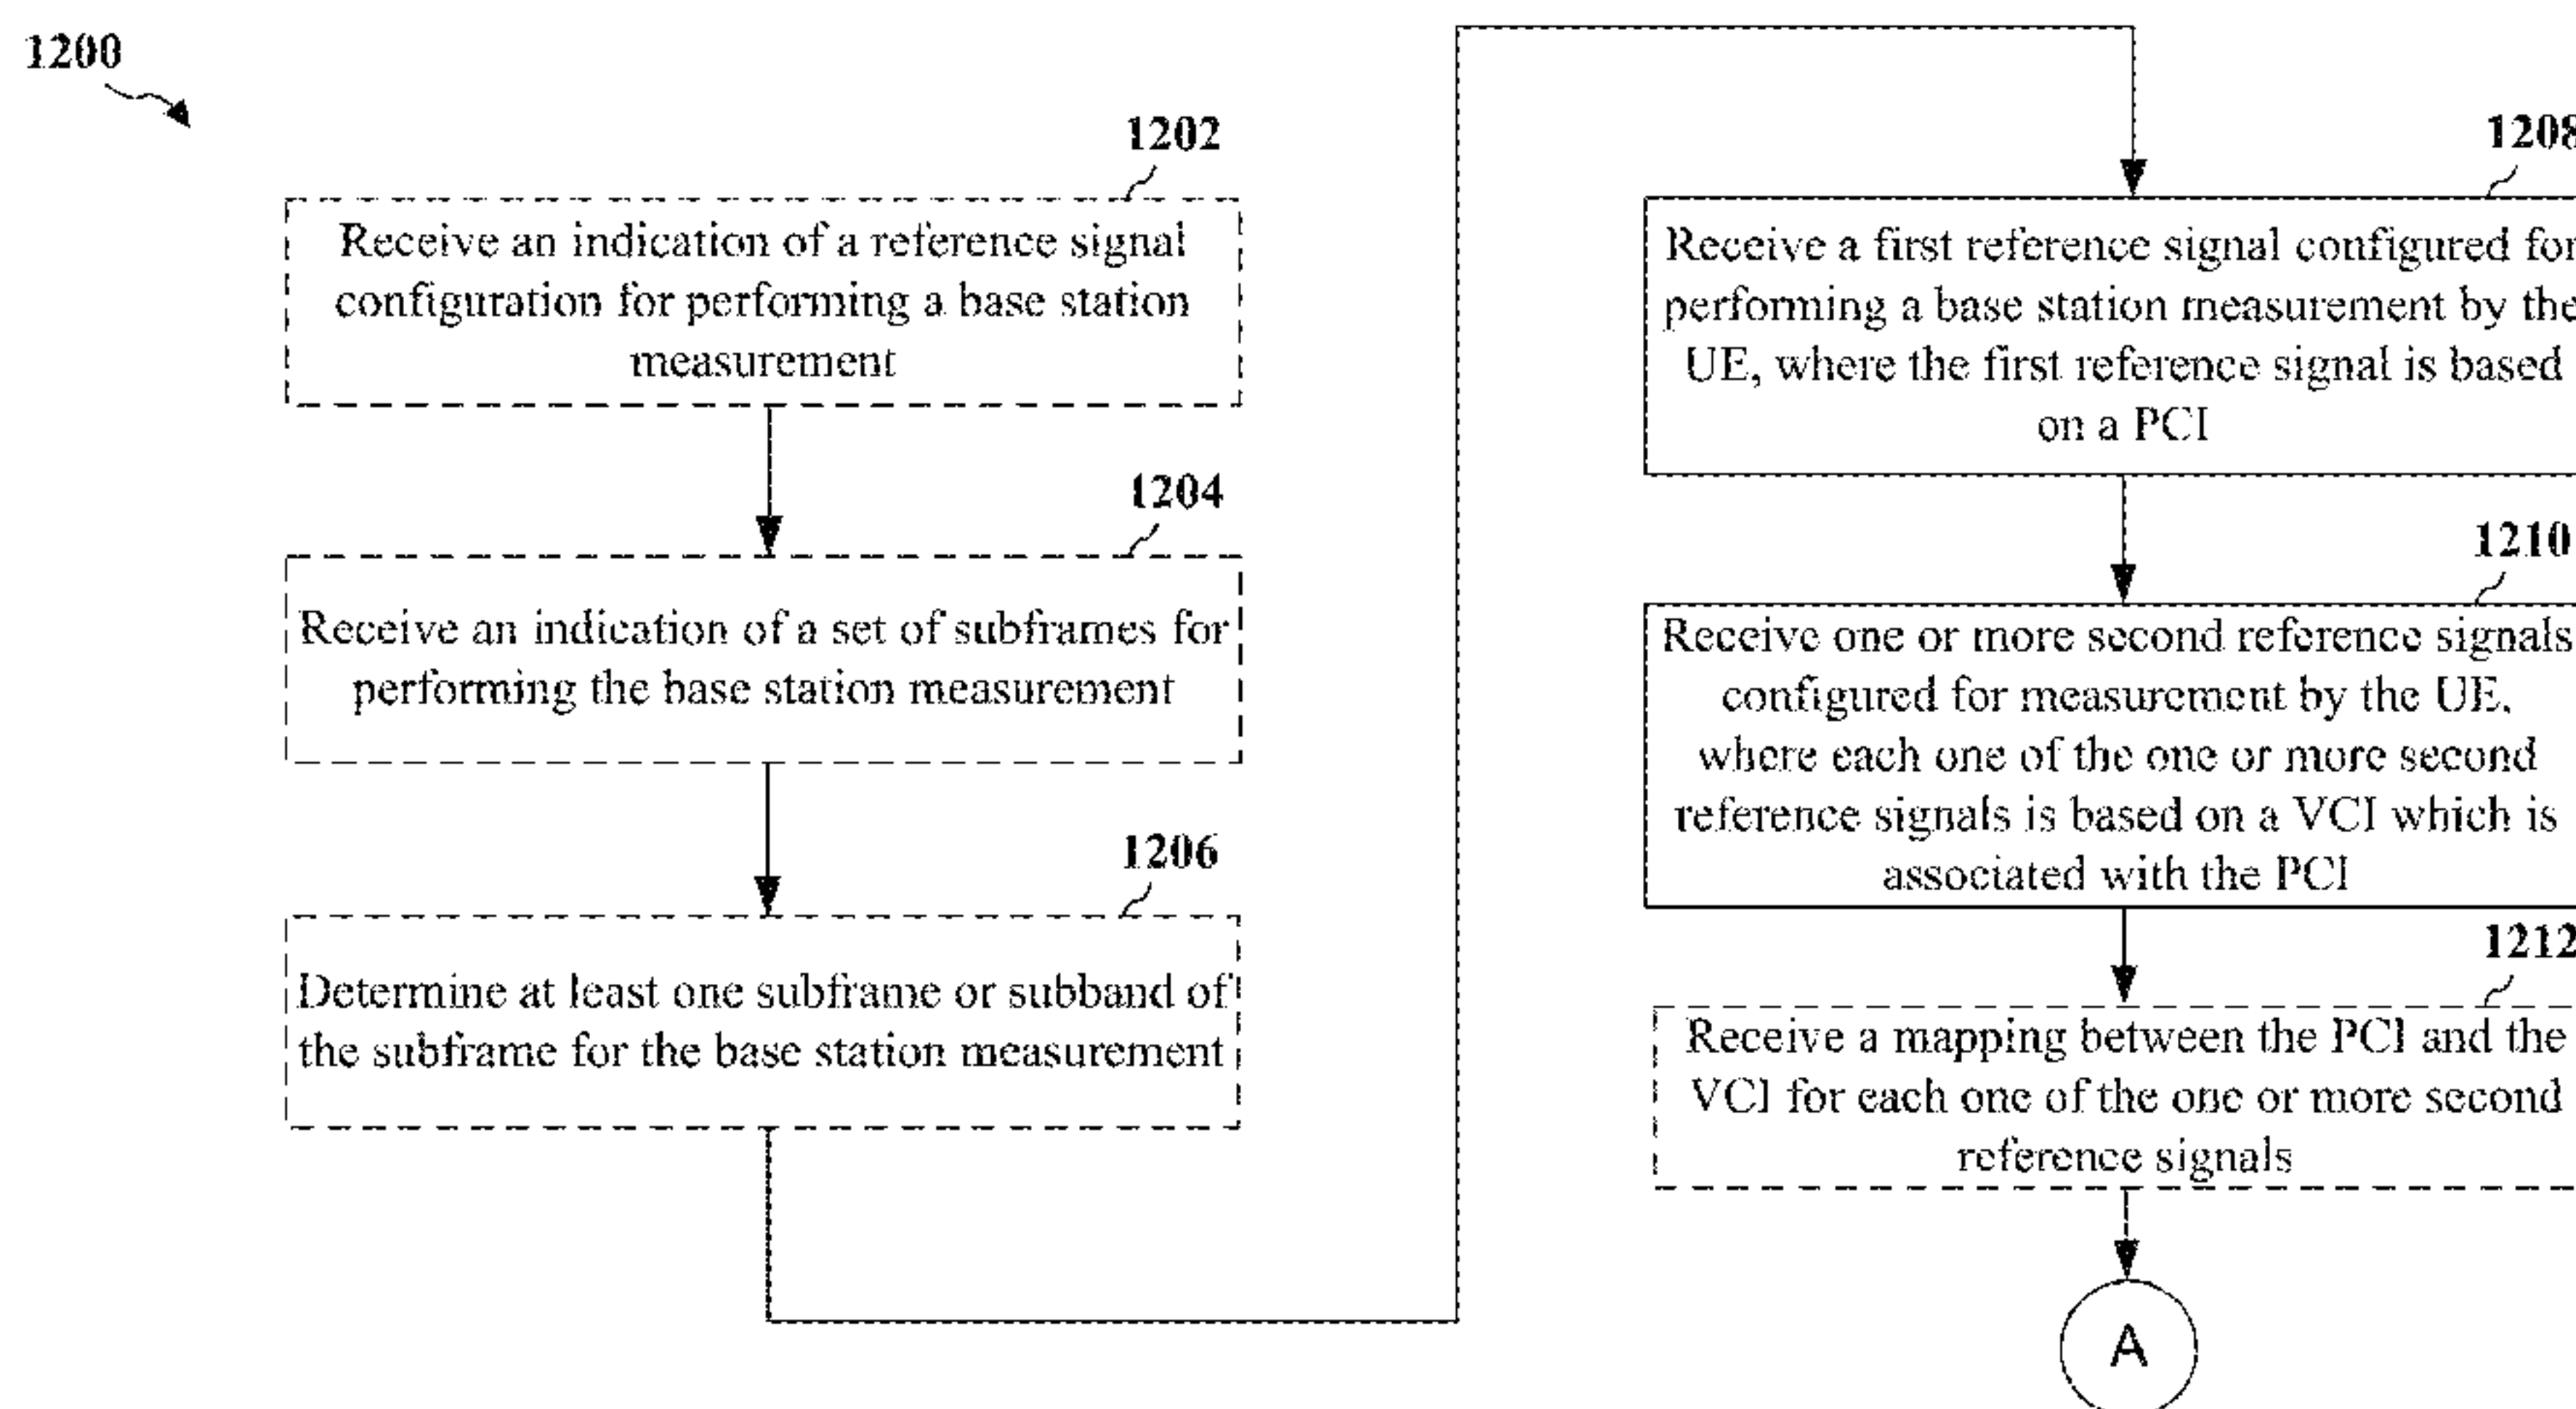 1200
1202
Receive an indication of a reference signal
configuration for performing a base station
measurement
1204
Receive an indication of a set of subframes for
performing the base station measurement
1206
Determine at least one subframe or subband of
the subframe for the base station measurement
1208
Receive a first reference signal configured for
performing a base station measurement by the
UE, where the first reference signal is based
on a PCI
1210
Receive one or more second reference signals
configured for measurement by the UE,
where each one of the one or more second
reference signals is based on a VCI which is
associated with the PCI
1212
Receive a mapping between the PCI and the
VCI for each one of the one or more second
reference signals
A